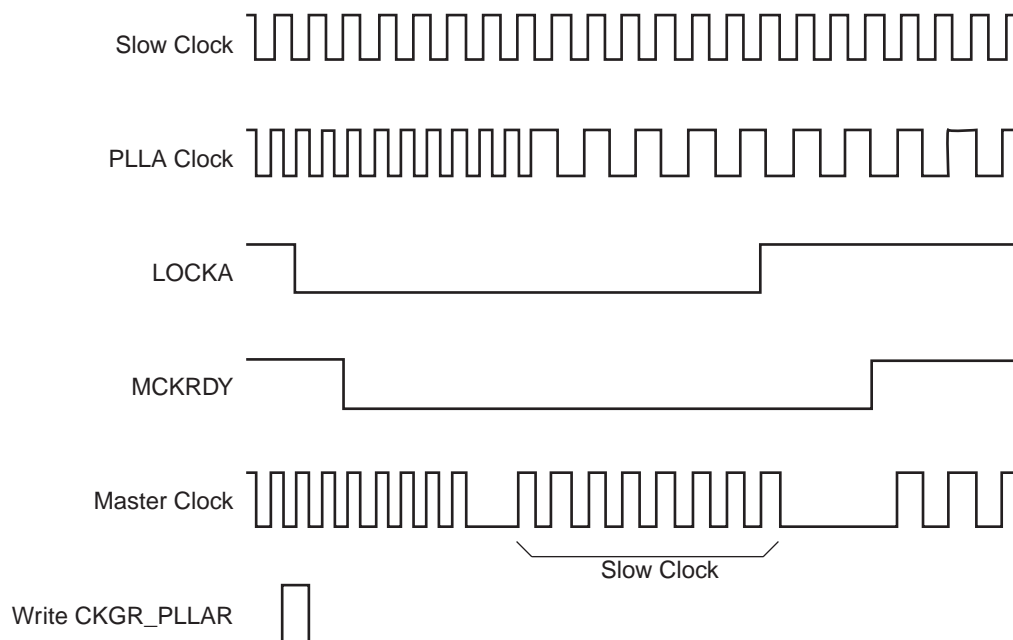 Slow Clock
PLLA Clock
LOCKA
MCKRDY
Master Clock
Slow Clock
Write CKGR_PLLAR